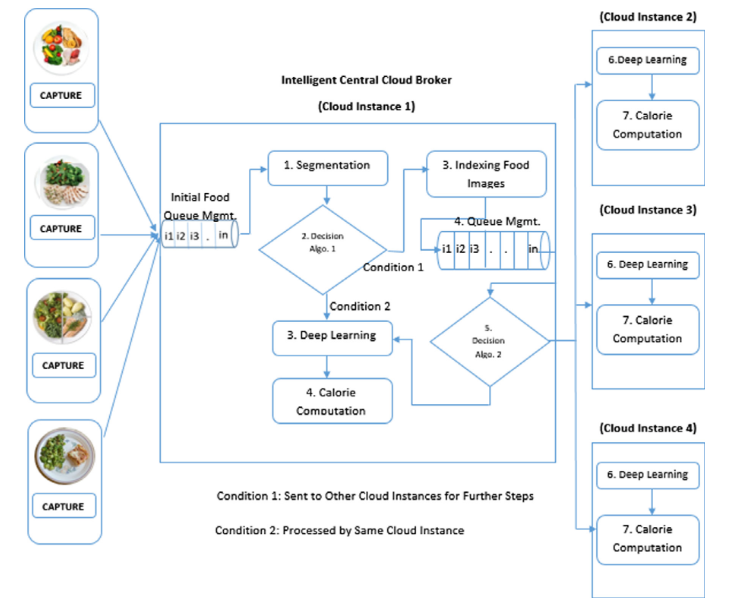 (Cloud Instance 2)
6.Deep Learning
7. Calorie
Computation
CAPTURE
Intelligent Central Cloud Broker
(Cloud Instance 1)
CAPTURE
Initial Food
Queue Mgmt.
i1 i2 i3 . in
1. Segmentation
2. Decision
Algo. 1
3. Indexing Food
Images
4. Queue Mgmt.
i1 i2 i3 . . in
Condition 1
Condition 2
3. Deep Learning
4. Calorie
Computation
5.
Decision
Algo. 2
(Cloud Instance 3)
6. Deep Learning
7. Calorie
Computation
CAPTURE
CAPTURE
(Cloud Instance 4)
6. Deep Learning
7. Calorie
Computation
Condition 1: Sent to Other Cloud Instances for Further Steps
Condition 2: Processed by Same Cloud Instance